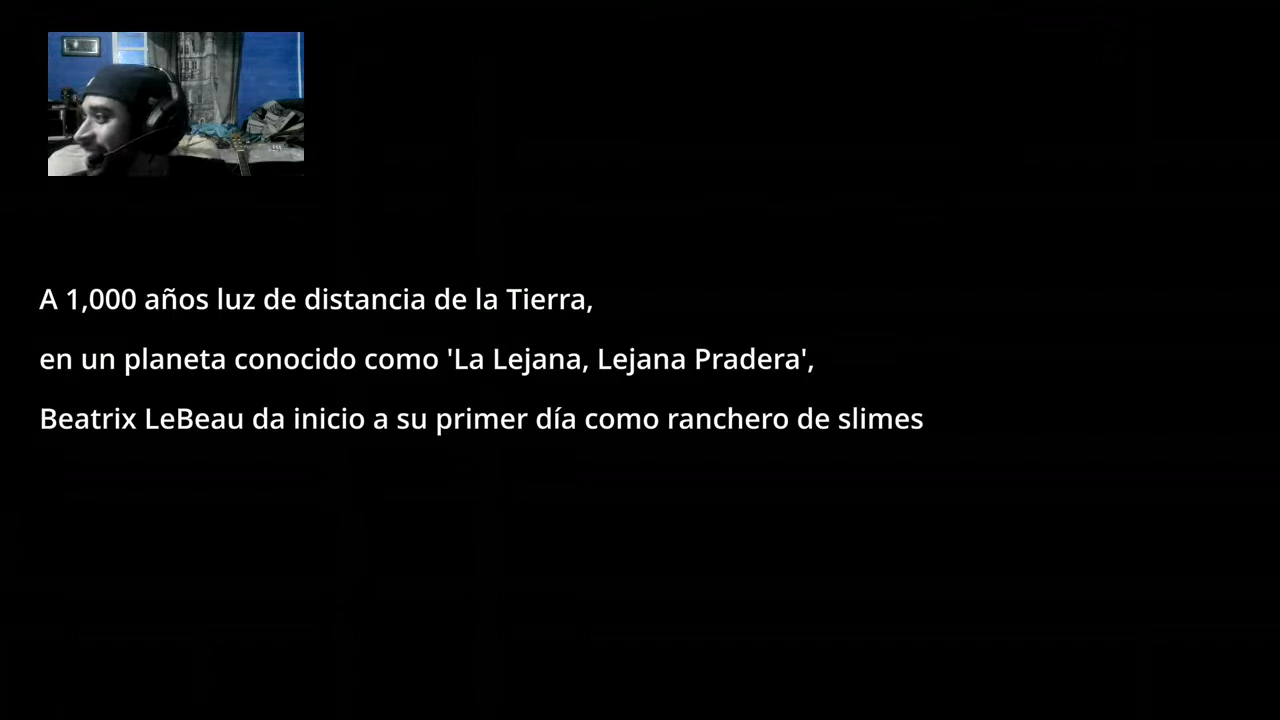 A 1,000 años luz de distancia de la Tierra,
en un planeta conocido como 'La Lejana, Lejana Pradera',
Beatrix LeBeau da inicio a su primer día como ranchero de slimes